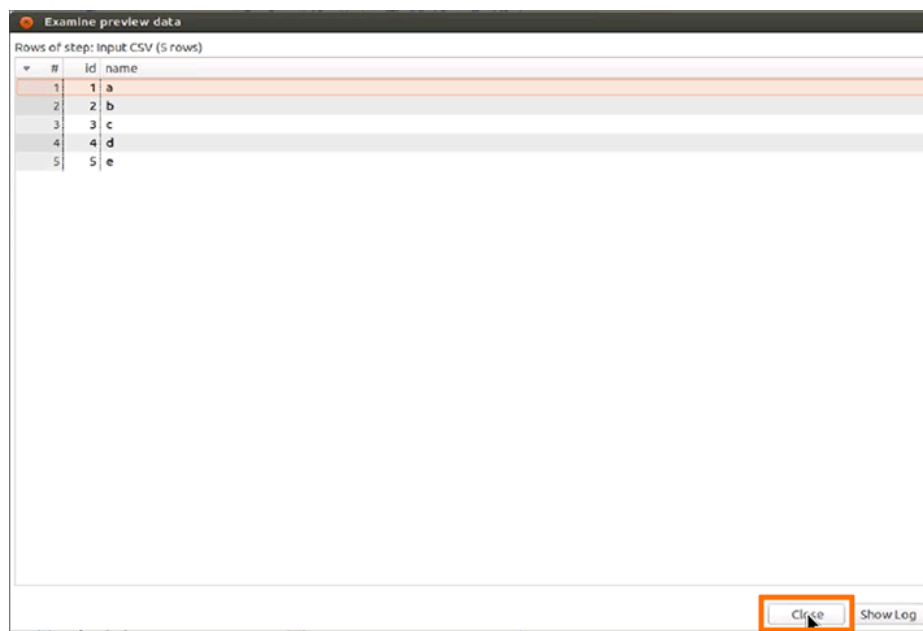 Examine preview data
Rows of step: Input CSV (5 rows)
# id name
1 1 a
2 2 b
3 3 c
4 4 d
5 5 e
Close Show Log